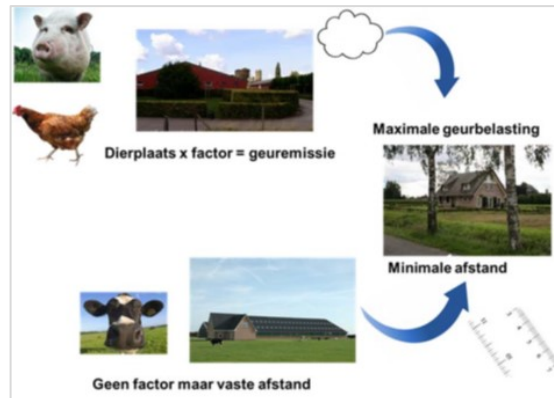 Maximale geurbelasting
Dierplaats x factor = geuremissie
Minimale afstand
Geen factor maar vaste afstand